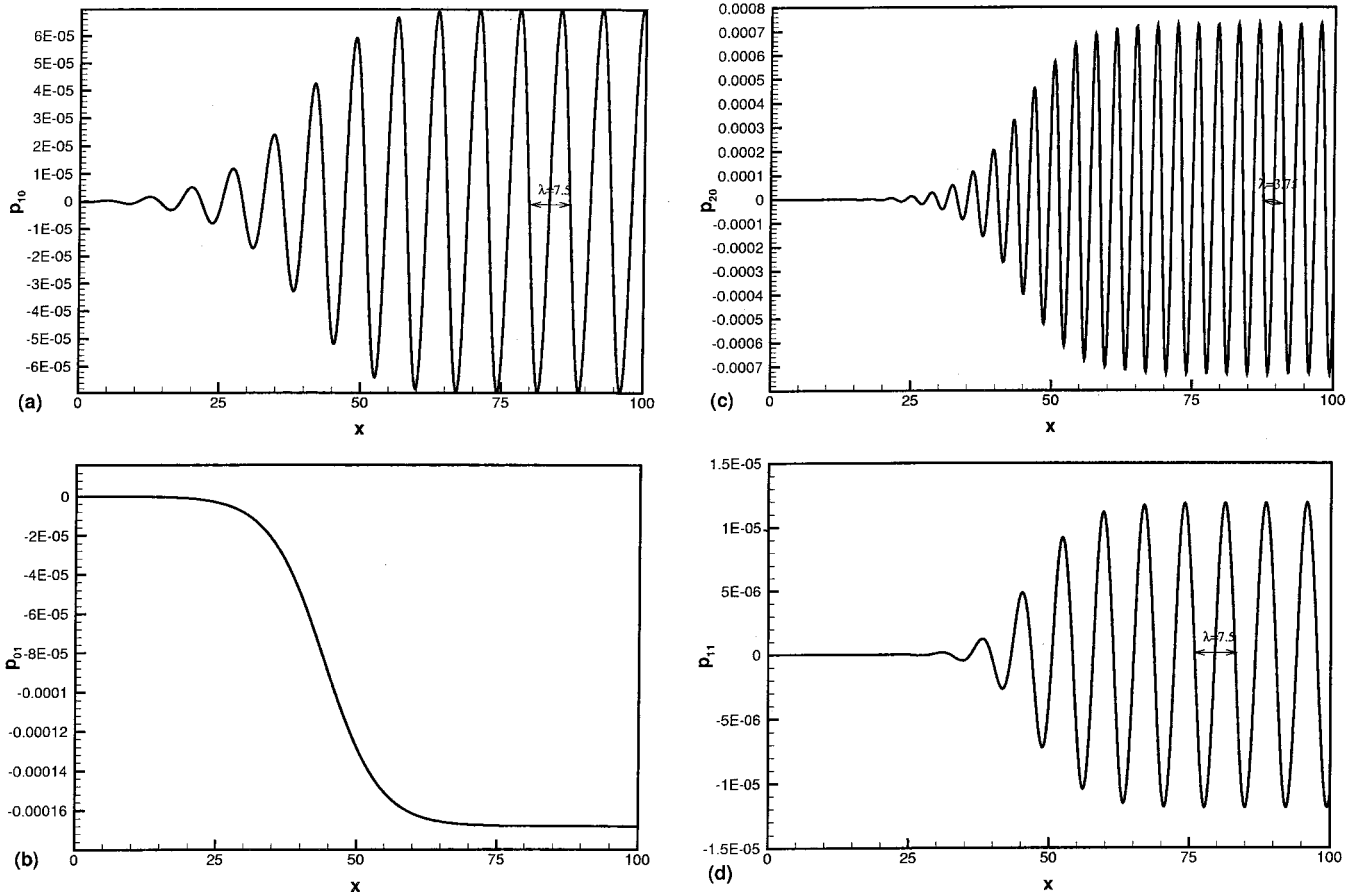 6E-05
5E-05
4E-05
3E-05
2E-05
1E-05
0
-1E-05
-2E-05
-3E-05
-4E-05
-5E-05
-6E-05
p10
λ=7.5
0
25
50
75
100
(a)
x
0.0008
0.0007
0.0006
0.0005
0.0004
0.0003
0.0002
0.0001
0
-0.0001
-0.0002
-0.0003
-0.0004
-0.0005
-0.0006
-0.0007
p20
λ=3.75
0
25
50
75
100
(c)
x
0
-2E-05
-4E-05
-6E-05
-8E-05
-0.0001
-0.00012
-0.00014
-0.00016
p01
0
25
50
75
100
(b)
x
1.5E-05
1E-05
5E-06
0
-5E-06
-1E-05
-1.5E-05
p11
λ=7.5
0
25
50
75
100
(d)
x